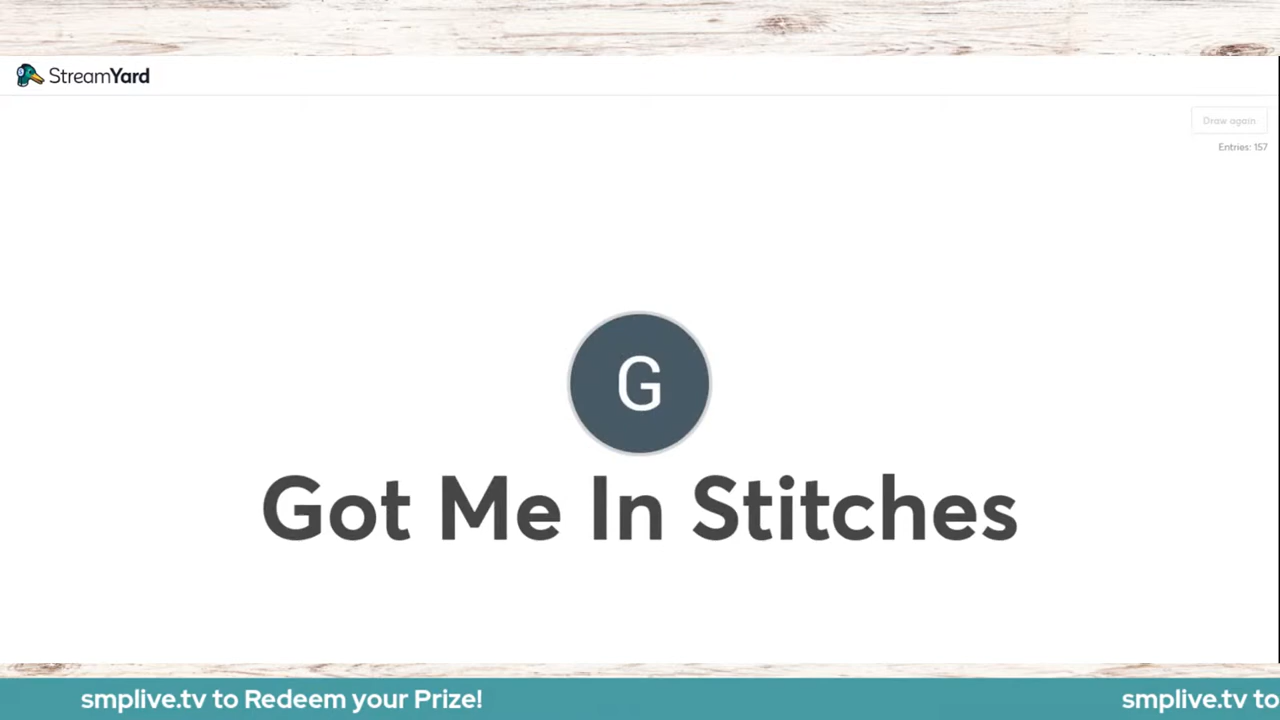 StreamYard
Draw again
Entries: 157
G
Got Me In Stitches
smplive.tv to Redeem your Prize!
smplive.tv to